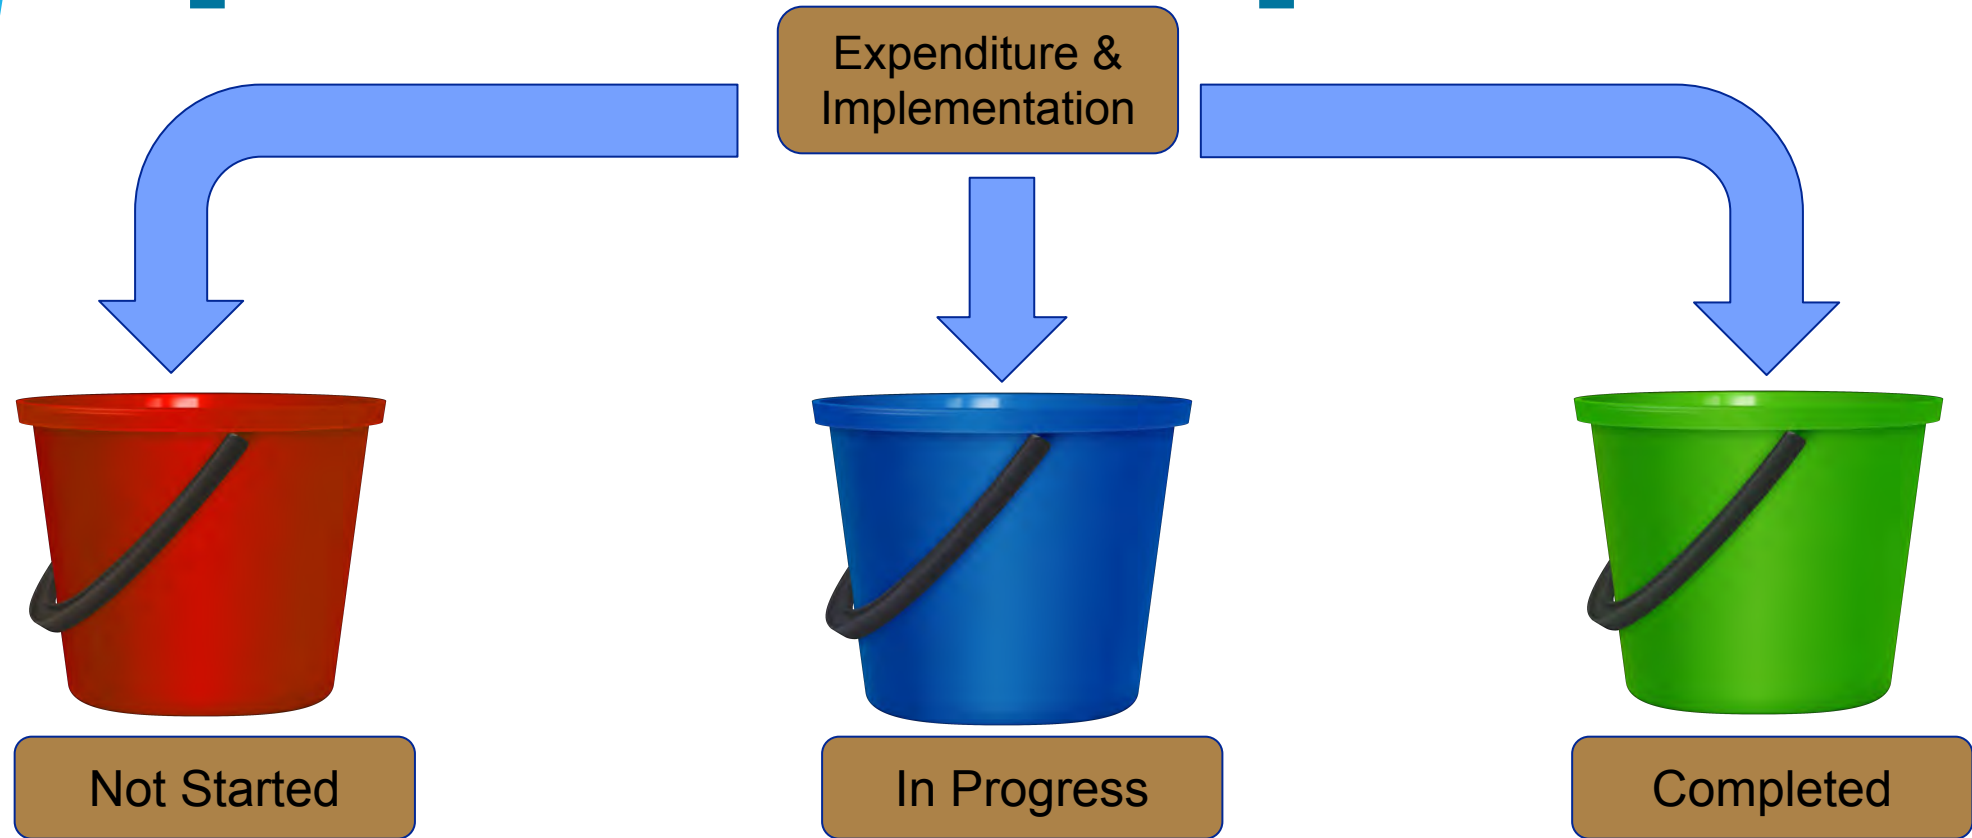 Expenditure &
Implementation
Not Started
In Progress
Completed